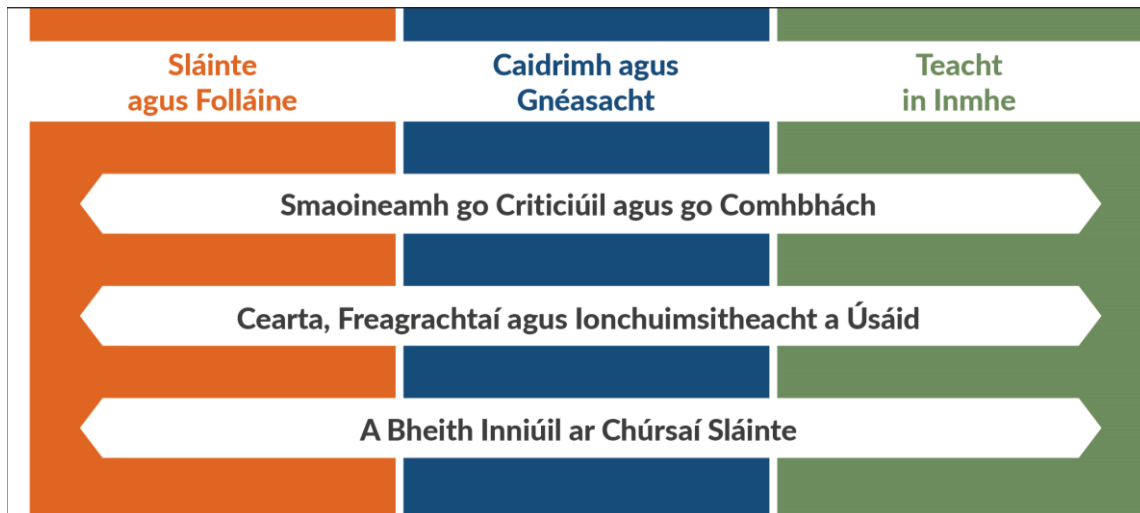 Sláinte
agus Folláine
Caidrimh agus
Gnéasacht
Teacht
in Inmhe
Smaoineamh go Criticiúil agus go Comhbhách
Cearta, Freagrachtaí agus Ionchuimsitheacht a Úsáid
A Bheith Inniúil ar Chúrsaí Sláinte